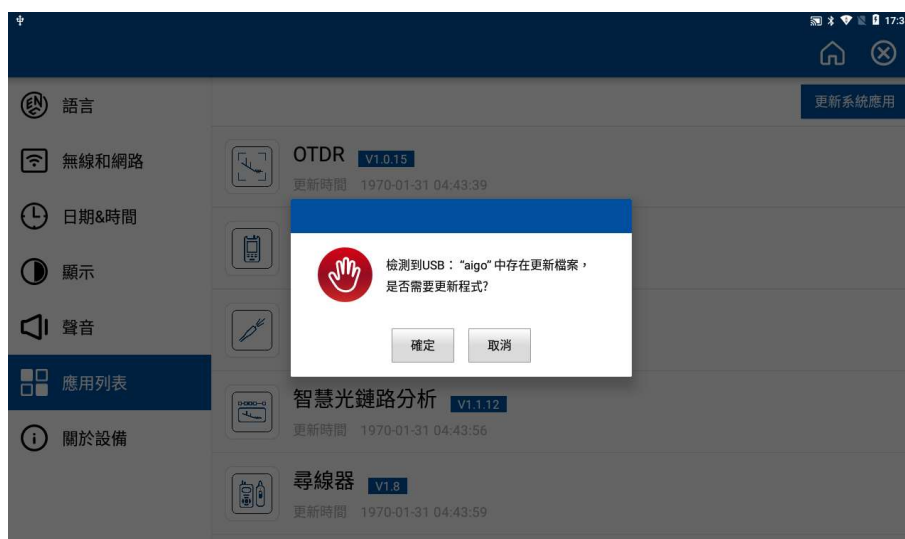 17:3
更新系統應用
EN
語言
無線和網路
日期&時間
顯示
聲音
應用列表
關於設備
OTDR V1.0.15
更新時間 1970-01-31 04:43:39
檢測到USB： “aigo” 中存在更新檔案，
是否需要更新程式?
確定 取消
智慧光鏈路分析 V1.1.12
更新時間 1970-01-31 04:43:56
尋線器 V1.8
更新時間 1970-01-31 04:43:59